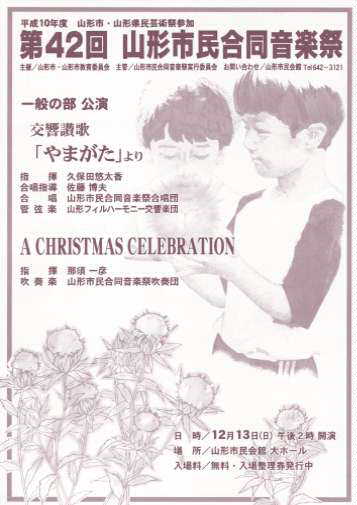 平成10年度　山形市・山形県民芸術祭参加
第42回 山形市民合同音楽祭
主催／山形市・山形市教育委員会　主管／山形市民合同音楽祭実行委員会　お問い合わせ／山形市民会館 Tel642-3121
一般の部 公演
交響讃歌
「やまがた」より
指　　揮　久保田悠太香
合唱指導　佐藤 博夫
合　　唱　山形市民合同音楽祭合唱団
管 弦 楽　山形フィルハーモニー交響楽団
A CHRISTMAS CELEBRATION
指　　揮　那須 一彦
吹 奏 楽　山形市民合同音楽祭吹奏楽団
日　時／12月13日(日) 午後2時 開演
場　所／山形市民会館 大ホール
入場料／無料・入場整理券発行中